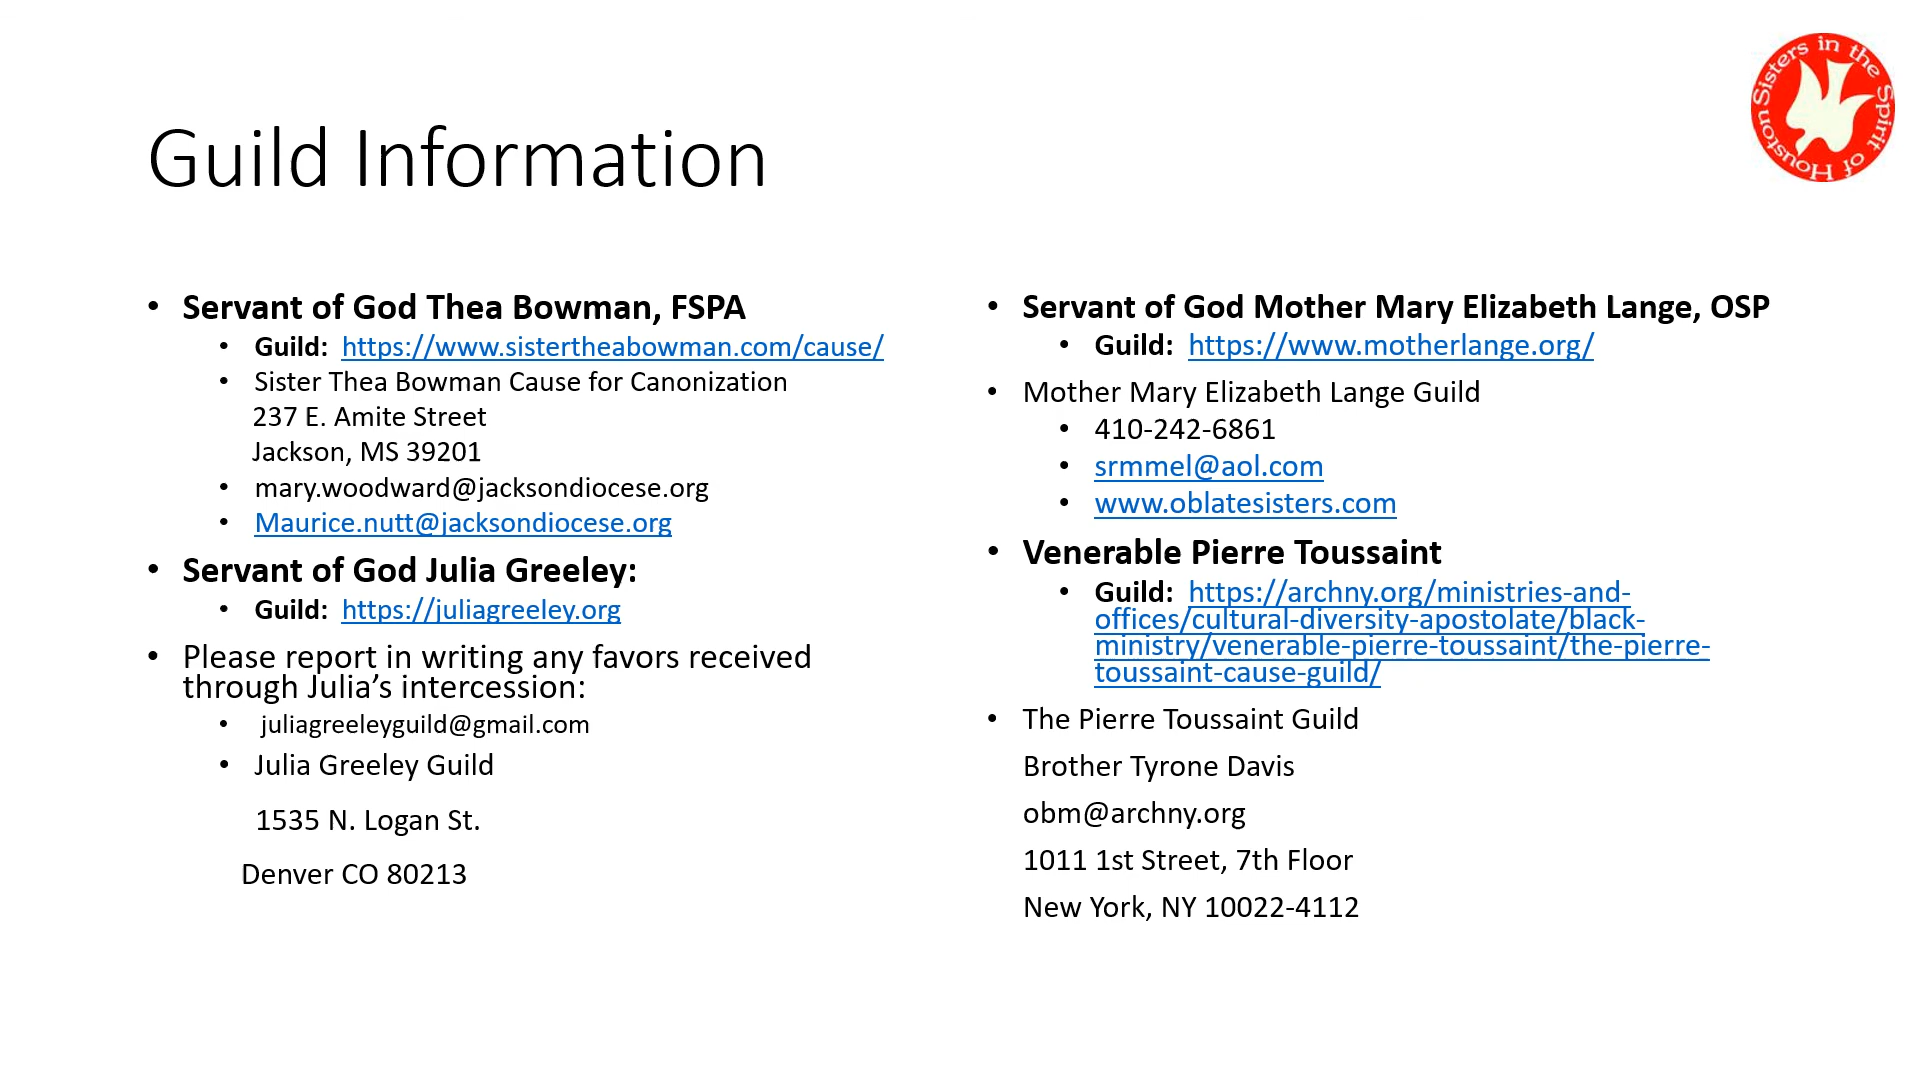 Sisters in the Spirit of Houston
Guild Information
• Servant of God Thea Bowman, FSPA
• Guild: https://www.sistertheabowman.com/cause/
• Sister Thea Bowman Cause for Canonization
237 E. Amite Street
Jackson, MS 39201
• mary.woodward@jacksondiocese.org
• Maurice.nutt@jacksondiocese.org
• Servant of God Julia Greeley:
• Guild: https://juliagreeley.org
• Please report in writing any favors received
through Julia’s intercession:
• juliagreeleyguild@gmail.com
• Julia Greeley Guild
1535 N. Logan St.
Denver CO 80213
• Servant of God Mother Mary Elizabeth Lange, OSP
• Guild: https://www.motherlange.org/
• Mother Mary Elizabeth Lange Guild
• 410-242-6861
• srmmel@aol.com
• www.oblatesisters.com
• Venerable Pierre Toussaint
• Guild: https://archny.org/ministries-and-
offices/cultural-diversity-apostolate/black-
ministry/venerable-pierre-toussaint/the-pierre-
toussaint-cause-guild/
• The Pierre Toussaint Guild
Brother Tyrone Davis
obm@archny.org
1011 1st Street, 7th Floor
New York, NY 10022-4112